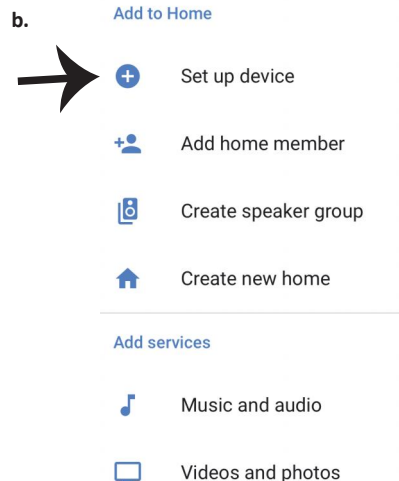 Add to Home
b.
Set up device
Add home member
Create speaker group
Create new home
Add services
Music and audio
Videos and photos